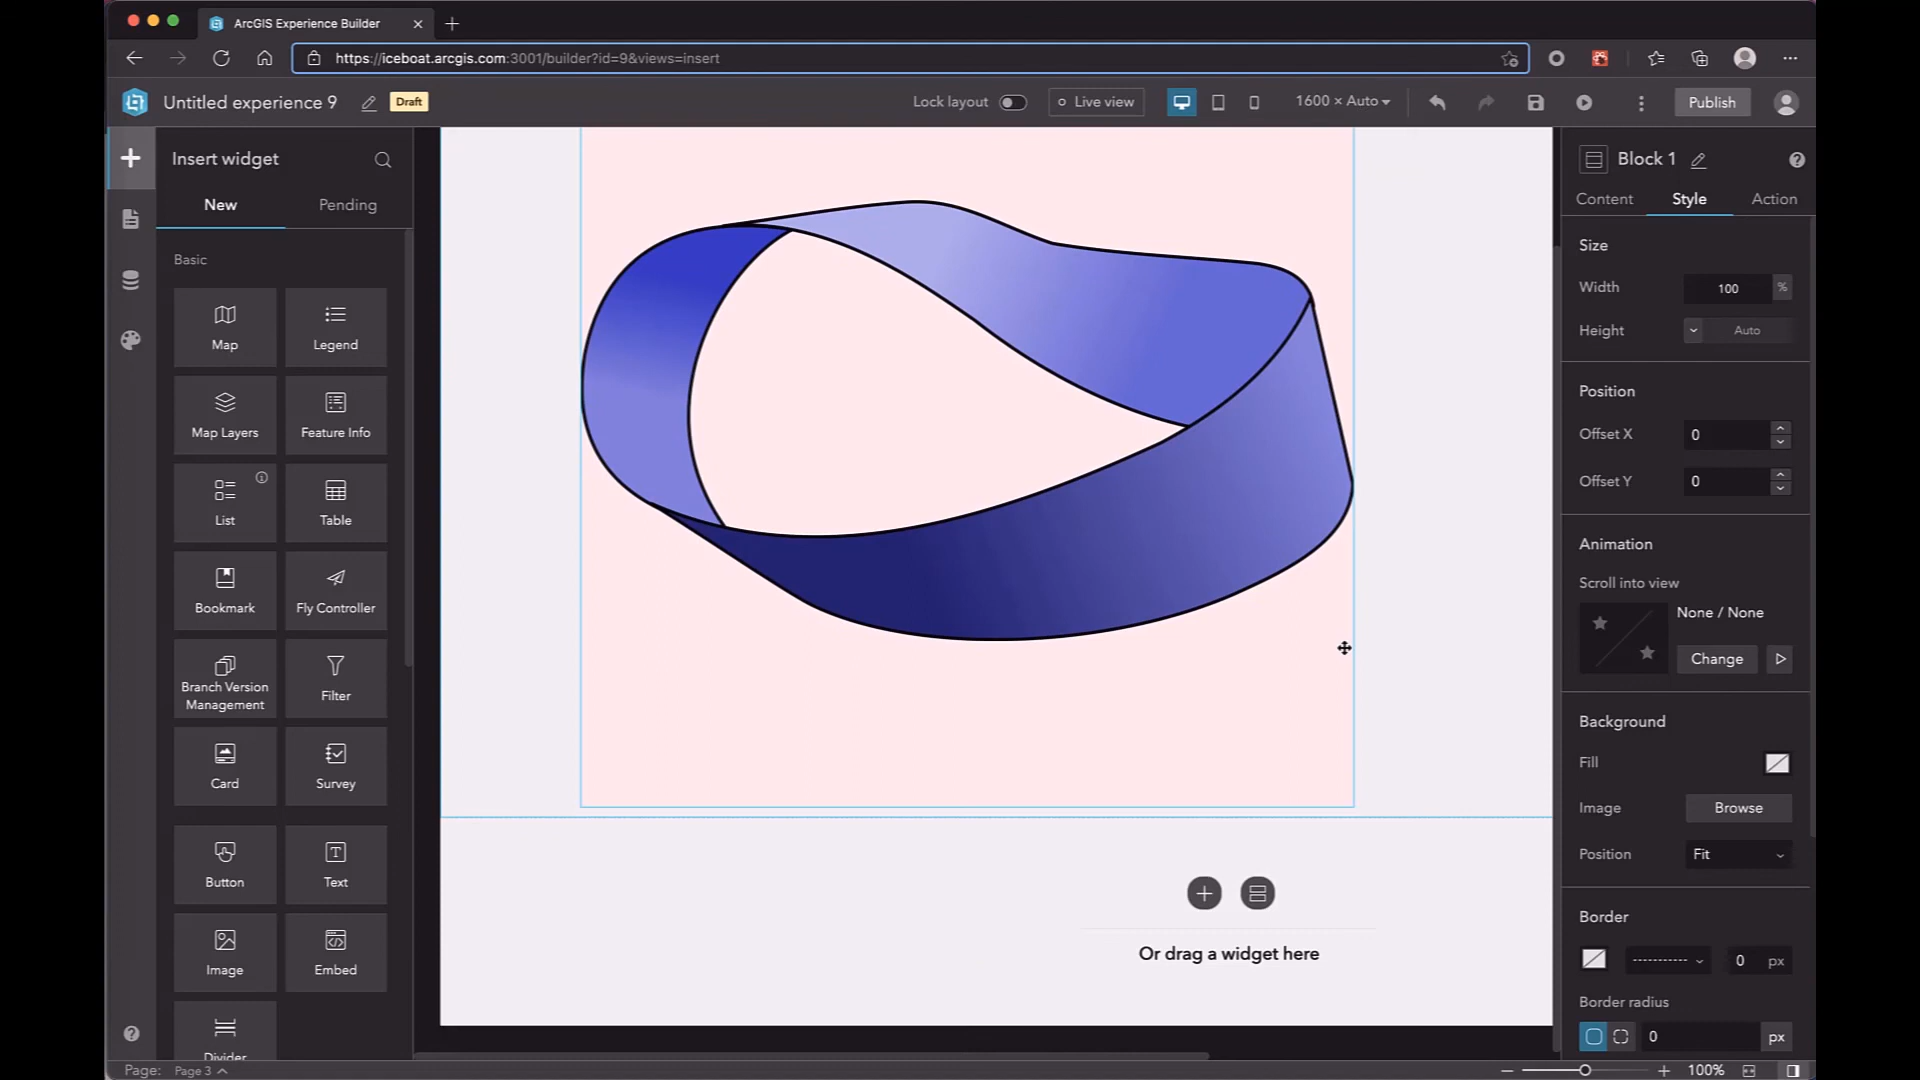 ArcGIS Experience Builder
https://iceboat.arcgis.com:3001/builder?id=9&views=insert
Untitled experience 9
Draft
Lock layout
Live view
1600 × Auto
Publish
Insert widget
New
Pending
Basic
Map
Legend
Map Layers
Feature Info
List
Table
Bookmark
Fly Controller
Branch Version
Management
Filter
Card
Survey
Button
Text
Image
Embed
Divider
Or drag a widget here
Block 1
Content
Style
Action
Size
Width
100
%
Height
Auto
Position
Offset X
0
Offset Y
0
Animation
Scroll into view
None / None
Change
Background
Fill
Image
Browse
Position
Fit
Border
0
px
Border radius
0
px
Page:
Page 3
100%